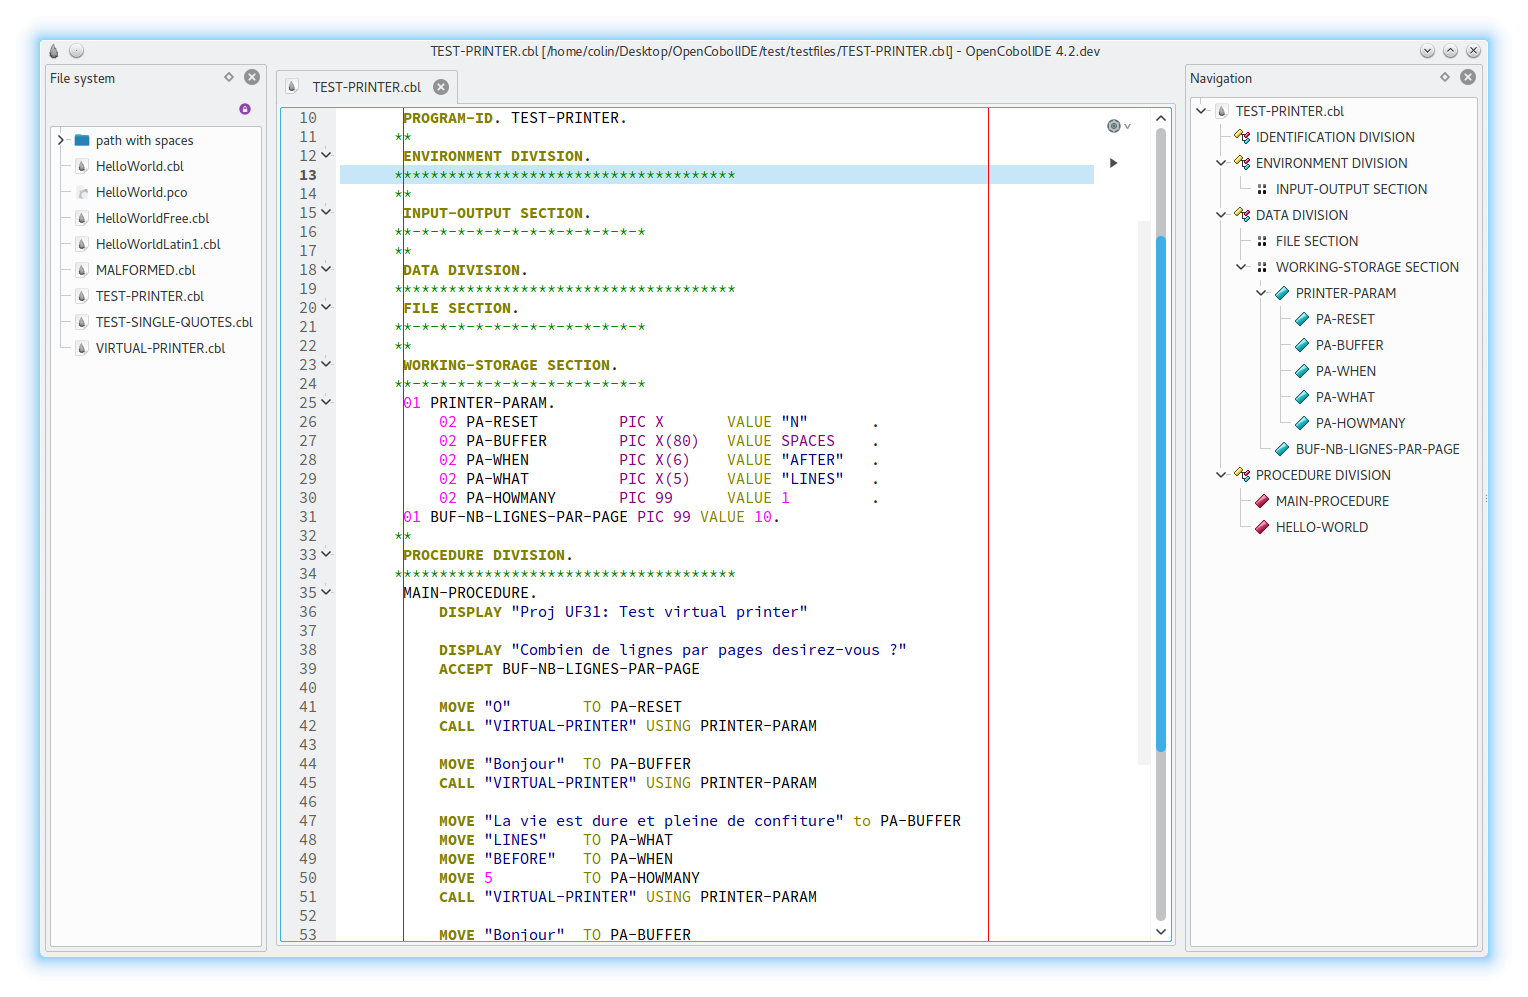 TEST-PRINTER.cbl [/home/colin/Desktop/OpenCobolIDE/test/testfiles/TEST-PRINTER.cbl] - OpenCobolIDE 4.2.dev
File system
path with spaces
HelloWorld.cbl
HelloWorld.pco
HelloWorldFree.cbl
HelloWorldLatin1.cbl
MALFORMED.cbl
TEST-PRINTER.cbl
TEST-SINGLE-QUOTES.cbl
VIRTUAL-PRINTER.cbl
TEST-PRINTER.cbl
10 PROGRAM-ID. TEST-PRINTER.
11 **
12 ENVIRONMENT DIVISION.
13 **************************************
14 **
15 INPUT-OUTPUT SECTION.
16 **-*-*-*-*-*-*-*-*-*-*-*-*-*
17 **
18 DATA DIVISION.
19 **************************************
20 FILE SECTION.
21 **-*-*-*-*-*-*-*-*-*-*-*-*-*
22 **
23 WORKING-STORAGE SECTION.
24 **-*-*-*-*-*-*-*-*-*-*-*-*-*
25 01 PRINTER-PARAM.
26 02 PA-RESET PIC X VALUE "N" .
27 02 PA-BUFFER PIC X(80) VALUE SPACES .
28 02 PA-WHEN PIC X(6) VALUE "AFTER" .
29 02 PA-WHAT PIC X(5) VALUE "LINES" .
30 02 PA-HOWMANY PIC 99 VALUE 1 .
31 01 BUF-NB-LIGNES-PAR-PAGE PIC 99 VALUE 10.
32 **
33 PROCEDURE DIVISION.
34 **************************************
35 MAIN-PROCEDURE.
36 DISPLAY "Proj UF31: Test virtual printer"
37
38 DISPLAY "Combien de lignes par pages desirez-vous ?"
39 ACCEPT BUF-NB-LIGNES-PAR-PAGE
40
41 MOVE "O" TO PA-RESET
42 CALL "VIRTUAL-PRINTER" USING PRINTER-PARAM
43
44 MOVE "Bonjour" TO PA-BUFFER
45 CALL "VIRTUAL-PRINTER" USING PRINTER-PARAM
46
47 MOVE "La vie est dure et pleine de confiture" to PA-BUFFER
48 MOVE "LINES" TO PA-WHAT
49 MOVE "BEFORE" TO PA-WHEN
50 MOVE 5 TO PA-HOWMANY
51 CALL "VIRTUAL-PRINTER" USING PRINTER-PARAM
52
53 MOVE "Bonjour" TO PA-BUFFER
Navigation
TEST-PRINTER.cbl
IDENTIFICATION DIVISION
ENVIRONMENT DIVISION
INPUT-OUTPUT SECTION
DATA DIVISION
FILE SECTION
WORKING-STORAGE SECTION
PRINTER-PARAM
PA-RESET
PA-BUFFER
PA-WHEN
PA-WHAT
PA-HOWMANY
BUF-NB-LIGNES-PAR-PAGE
PROCEDURE DIVISION
MAIN-PROCEDURE
HELLO-WORLD